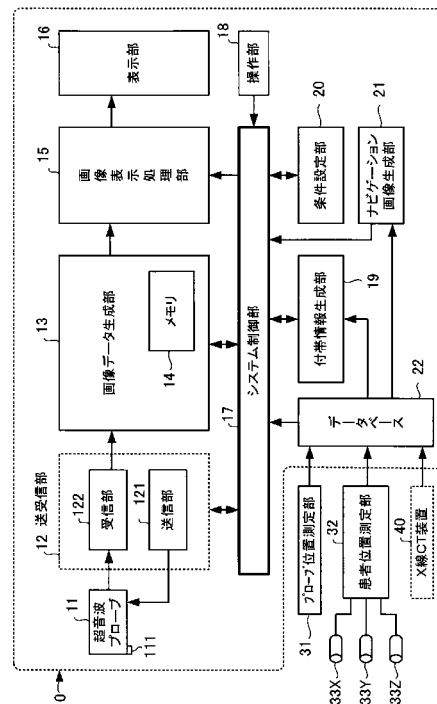 0
11
超音波
プローブ
111
12 送受信部
122
受信部
121
送信部
13
画像データ生成部
14
メモリ
15
画像
表示
処理部
16
表示部
17
システム制御部
18
操作部
19
付帯情報生成部
20
条件設定部
21
ナビゲーション
画像生成部
22
データベース
31
プローブ位置測定部
32
患者位置測定部
33X
33Y
33Z
40
X線CT装置